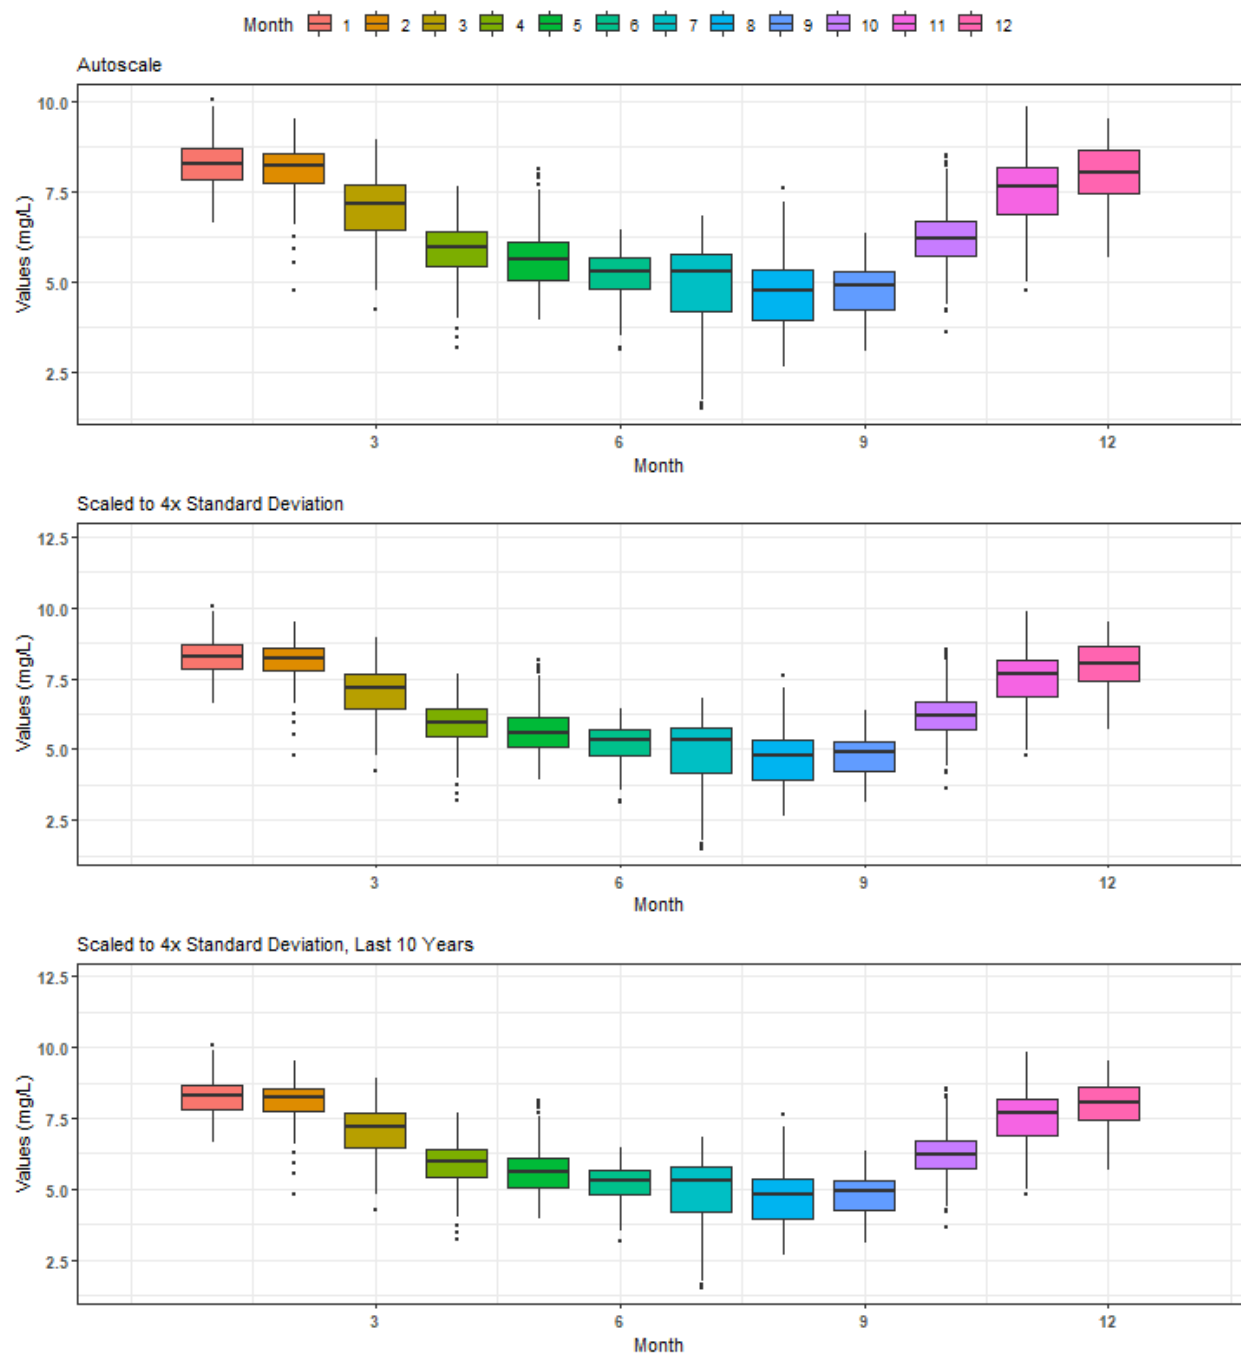 Month 1 2 3 4 5 6 7 8 9 10 11 12
Autoscale
Values (mg/L)
10.0
7.5
5.0
2.5
3 6 9 12
Month
Scaled to 4x Standard Deviation
Values (mg/L)
12.5
10.0
7.5
5.0
2.5
3 6 9 12
Month
Scaled to 4x Standard Deviation, Last 10 Years
Values (mg/L)
12.5
10.0
7.5
5.0
2.5
3 6 9 12
Month